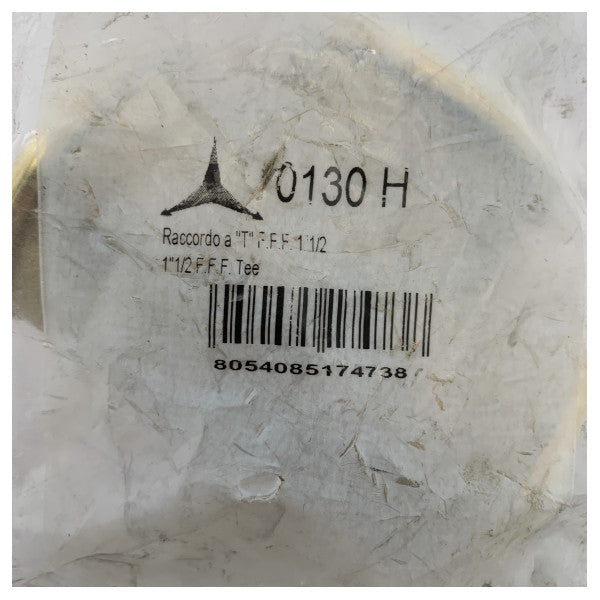 0130 H
Raccordo a "T" F.F.F. 1"1/2
1"1/2 F.F.F. Tee
8054085174738